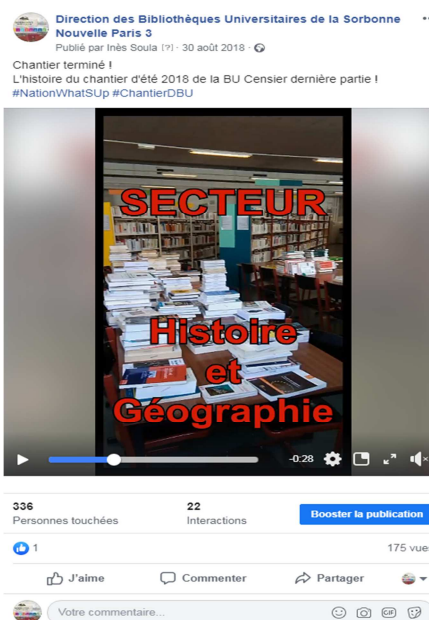 Direction des Bibliothèques Universitaires de la Sorbonne
Nouvelle Paris 3
Publié par Inès Soula [?] · 30 août 2018 ·
Chantier terminé !
L'histoire du chantier d'été 2018 de la BU Censier dernière partie !
#NationWhatSUp #ChantierDBU
SECTEUR
Histoire
et
Géographie
-0:28
336
Personnes touchées
22
Interactions
Booster la publication
1
175 vues
J'aime
Commenter
Partager
Votre commentaire...
GIF